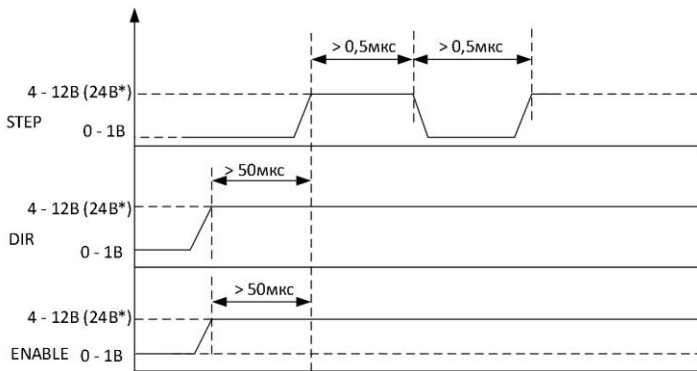 > 0,5мкс > 0,5мкс
4 - 12В (24В*)
STEP
0 - 1В
> 50мкс
4 - 12В (24В*)
DIR
0 - 1В
> 50мкс
4 - 12В (24В*)
ENABLE 0 - 1В